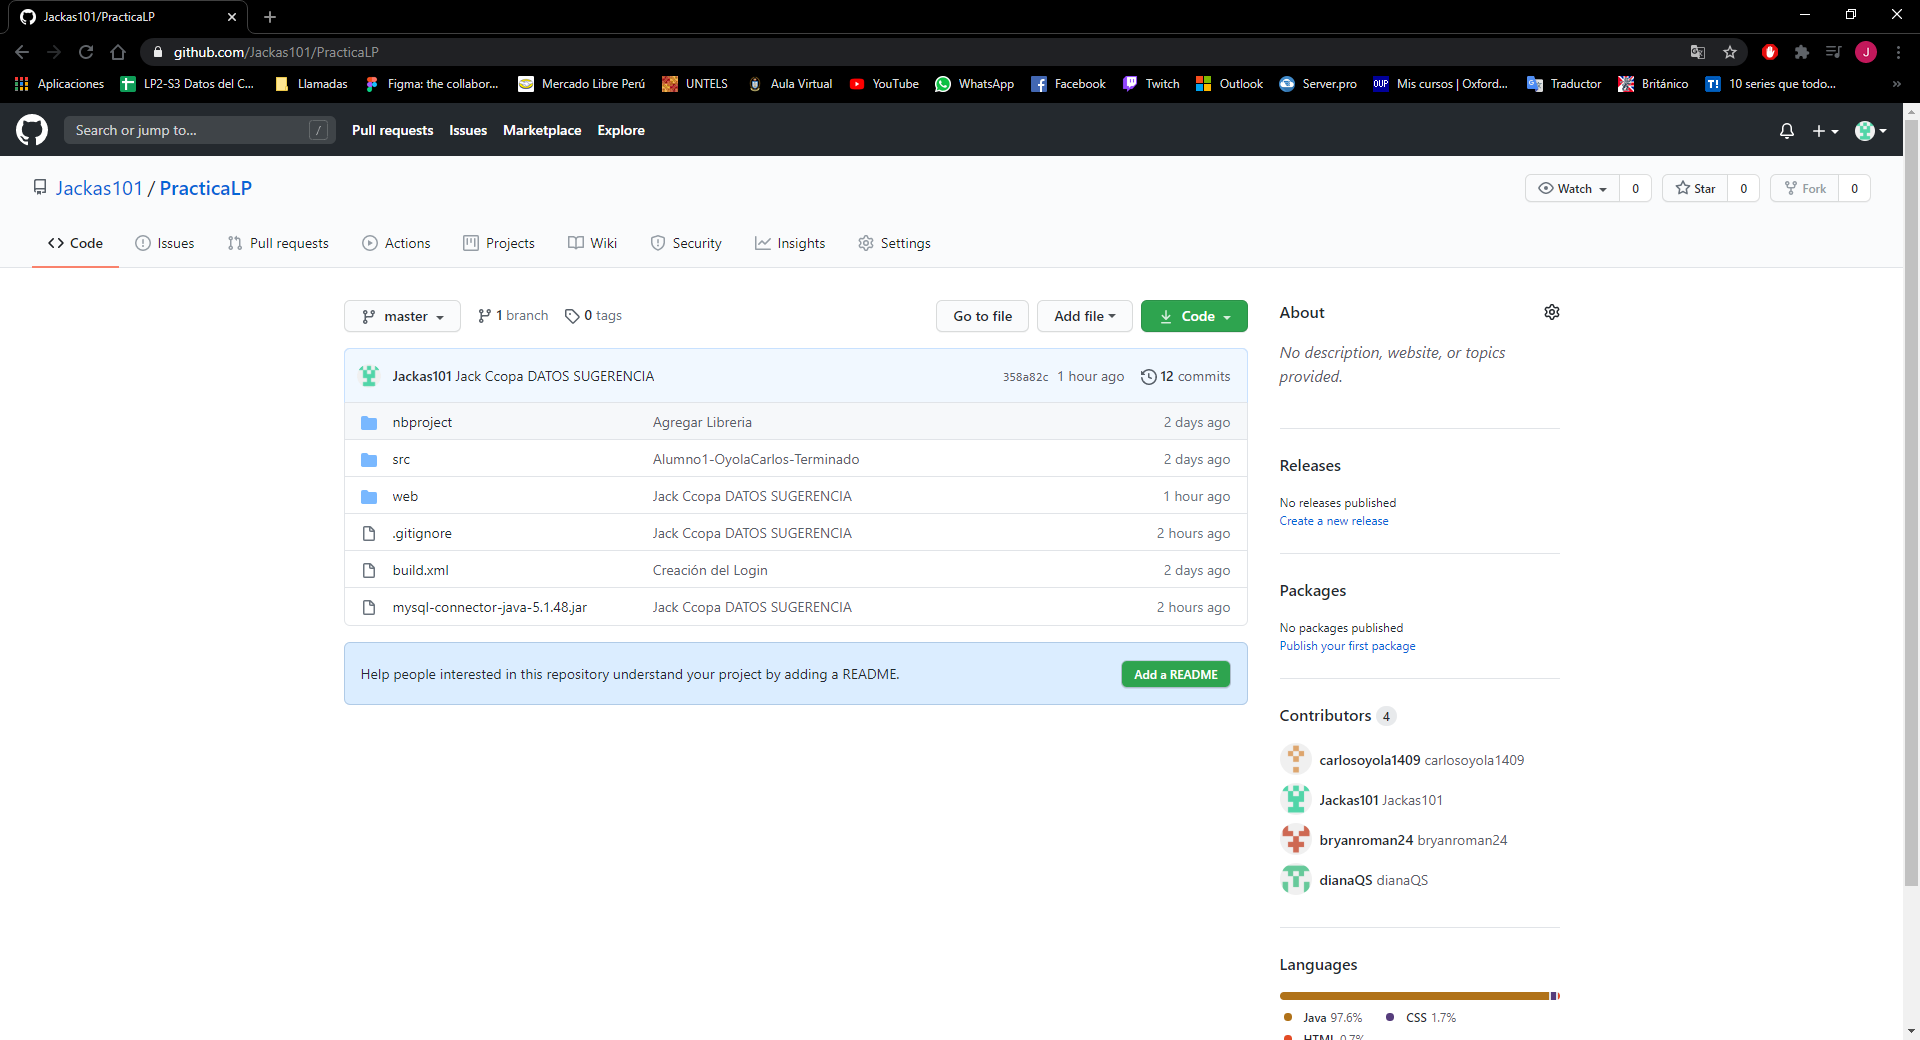 Jackas101/PracticaLP
github.com/Jackas101/PracticaLP
J
Aplicaciones LP2-S3 Datos del C... Llamadas Figma: the collabor... Mercado Libre Perú UNTELS Aula Virtual YouTube WhatsApp Facebook Twitch Outlook Server.pro OUP Mis cursos | Oxford... Traductor Británico T! 10 series que todo... »
Search or jump to... / Pull requests Issues Marketplace Explore
Jackas101 / PracticaLP Watch 0 Star 0 Fork 0
Code Issues Pull requests Actions Projects Wiki Security Insights Settings
master 1 branch 0 tags Go to file Add file Code
Jackas101 Jack Ccopa DATOS SUGERENCIA 358a82c 1 hour ago 12 commits
nbproject Agregar Libreria 2 days ago
src Alumno1-OyolaCarlos-Terminado 2 days ago
web Jack Ccopa DATOS SUGERENCIA 1 hour ago
.gitignore Jack Ccopa DATOS SUGERENCIA 2 hours ago
build.xml Creación del Login 2 days ago
mysql-connector-java-5.1.48.jar Jack Ccopa DATOS SUGERENCIA 2 hours ago
Help people interested in this repository understand your project by adding a README. Add a README
About
No description, website, or topics
provided.
Releases
No releases published
Create a new release
Packages
No packages published
Publish your first package
Contributors 4
carlosoyola1409 carlosoyola1409
Jackas101 Jackas101
bryanroman24 bryanroman24
dianaQS dianaQS
Languages
Java 97.6% CSS 1.7%
HTML 0.7%